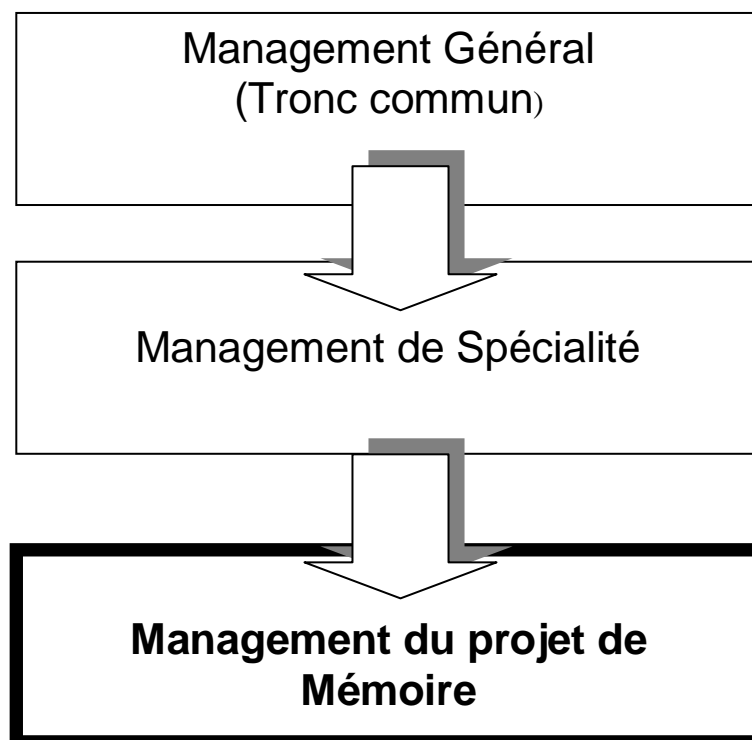 Management Général
(Tronc commun)
Management de Spécialité
Management du projet de
Mémoire